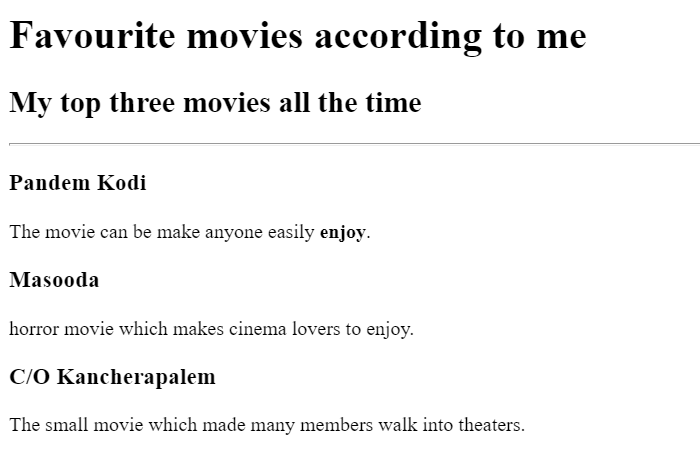 Favourite movies according to me
My top three movies all the time
Pandem Kodi
The movie can be make anyone easily enjoy.
Masooda
horror movie which makes cinema lovers to enjoy.
C/O Kancherapalem
The small movie which made many members walk into theaters.